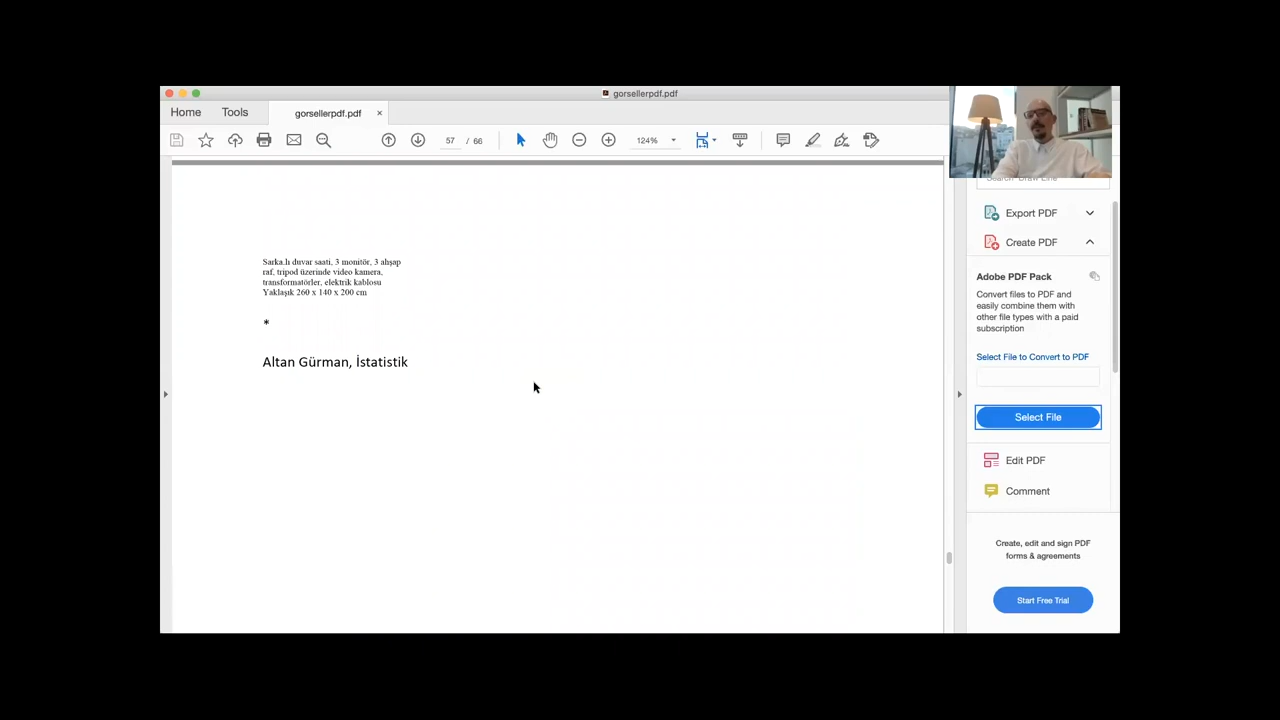 gorsellerpdf.pdf
Home
Tools
gorsellerpdf.pdf
57 / 66
124%
Export PDF
Create PDF
Adobe PDF Pack
Convert files to PDF and
easily combine them with
other file types with a paid
subscription
Select File to Convert to PDF
Select File
Edit PDF
Comment
Create, edit and sign PDF
forms & agreements
Start Free Trial
Sarka.lı duvar saati, 3 monitör, 3 ahşap
raf, tripod üzerinde video kamera,
transformatörler, elektrik kablosu
Yaklaşık 260 x 140 x 200 cm
*
Altan Gürman, İstatistik